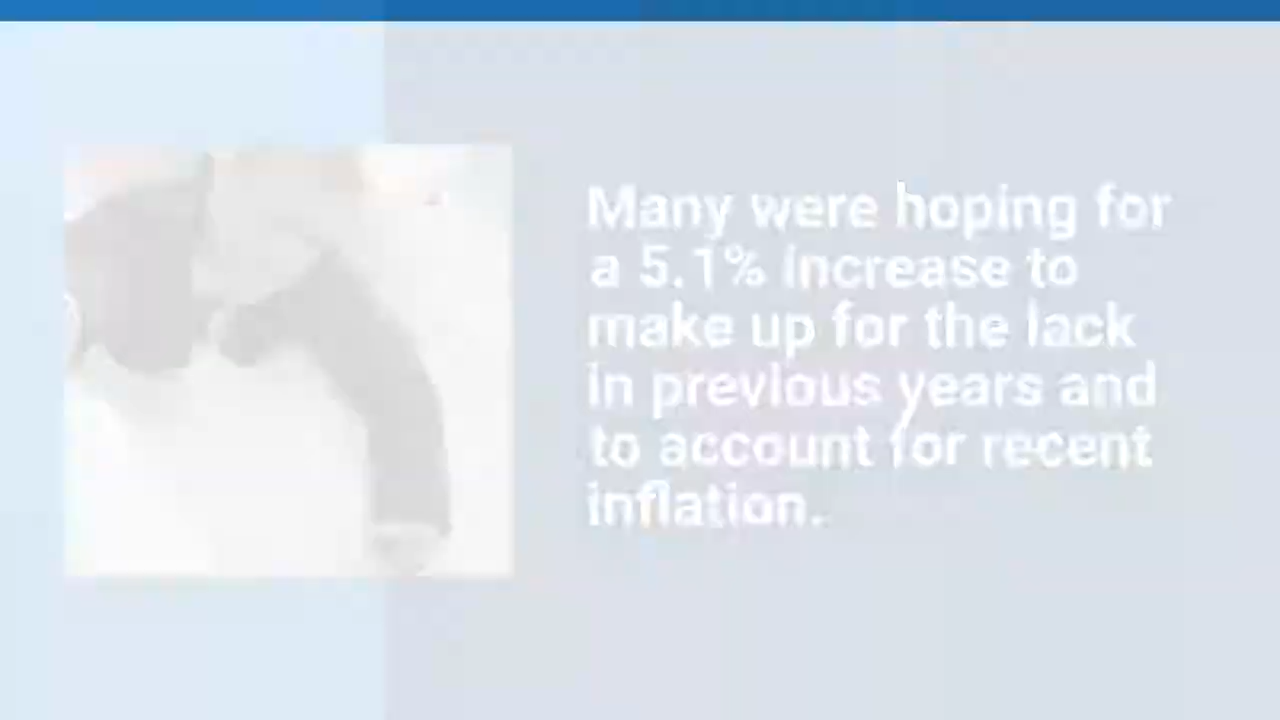 Many were hoping for
a 5.1% increase to
make up for the lack
in previous years and
to account for recent
inflation.